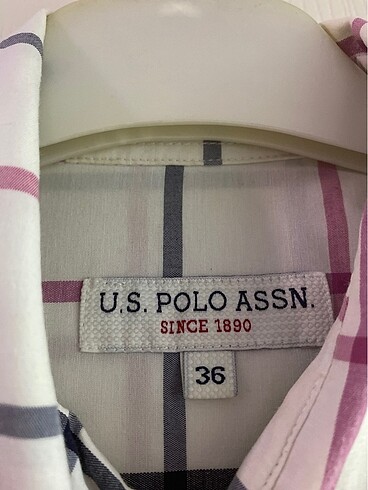 U.S. POLO ASSN.
SINCE 1890
36